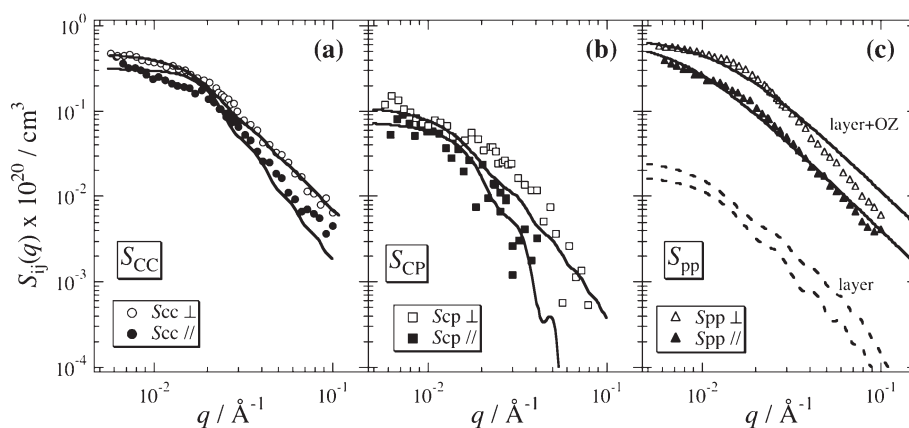 S_ij(q) x 10^20 / cm^3
10^0
10^-1
10^-2
10^-3
10^-4
(a)
S_CC
Scc ⊥
Scc //
10^-2
10^-1
q / Å^-1
(b)
S_CP
Scp ⊥
Scp //
10^-2
10^-1
q / Å^-1
(c)
layer+OZ
layer
S_pp
Spp ⊥
Spp //
10^-2
10^-1
q / Å^-1